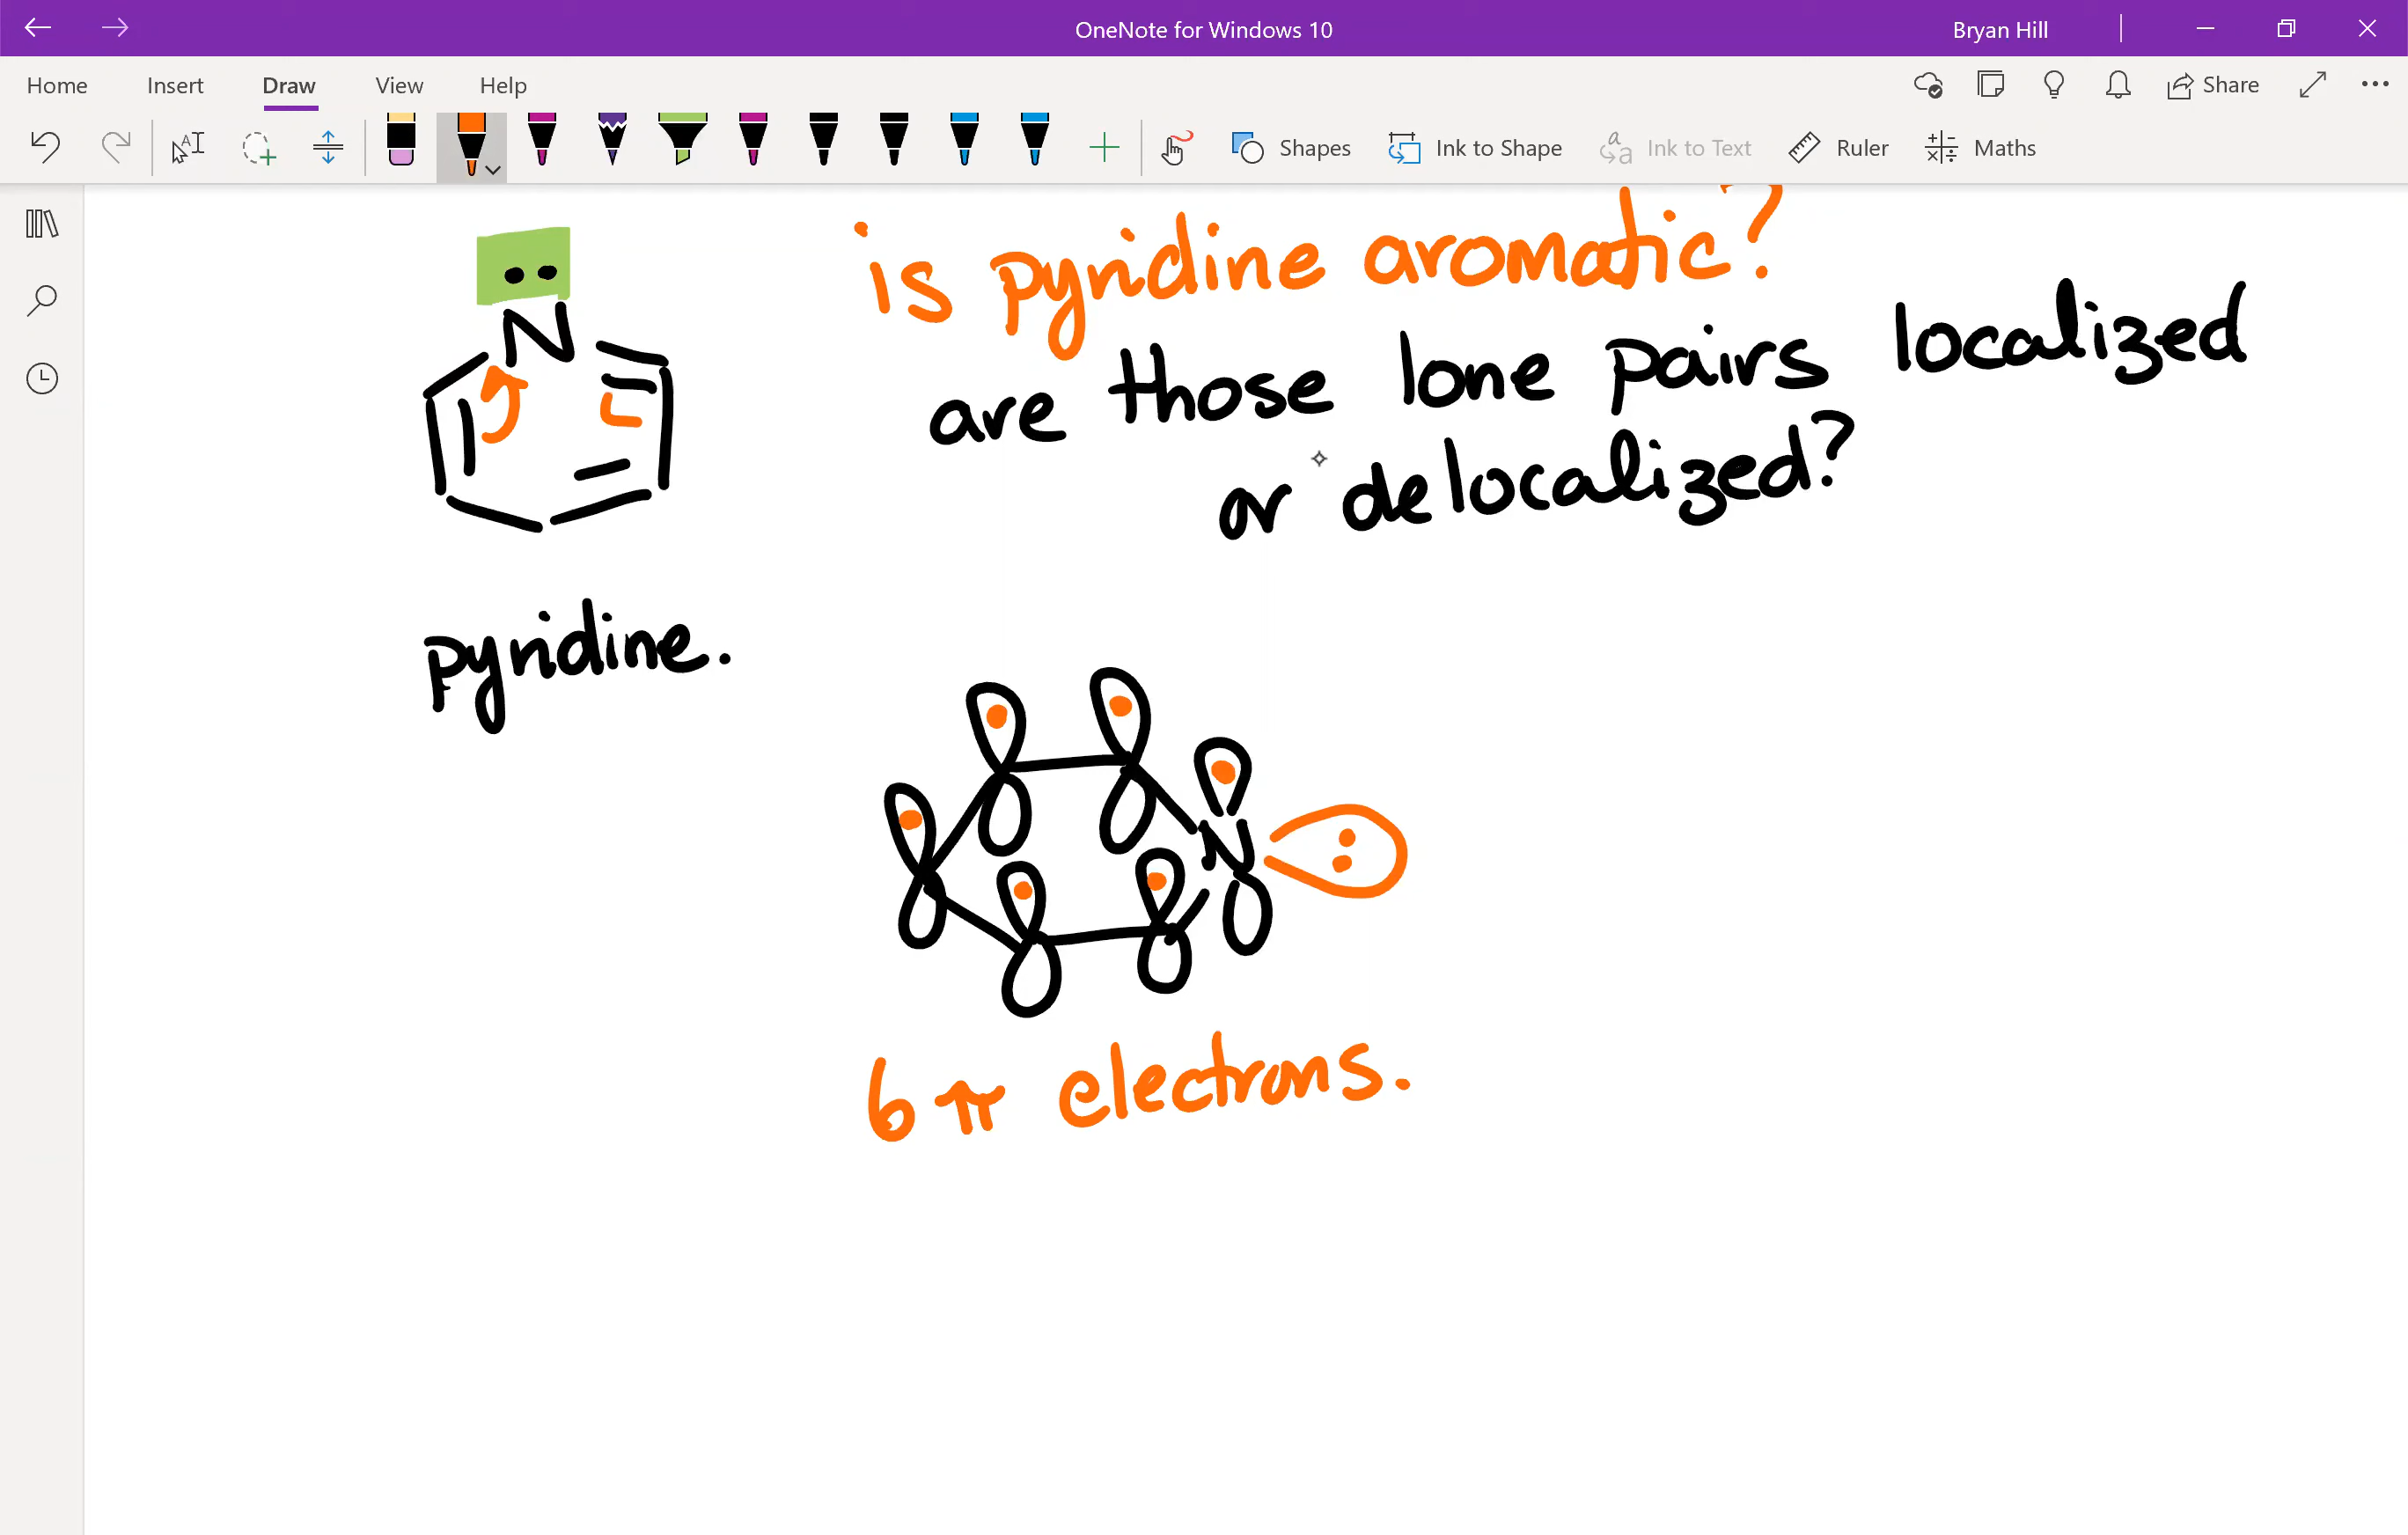 OneNote for Windows 10
Bryan Hill
Home Insert Draw View Help
Share
Shapes Ink to Shape Ink to Text Ruler Maths
is pyridine aromatic?
are those lone pairs localized
or delocalized?
N
pyridine.
N
6 π electrons.